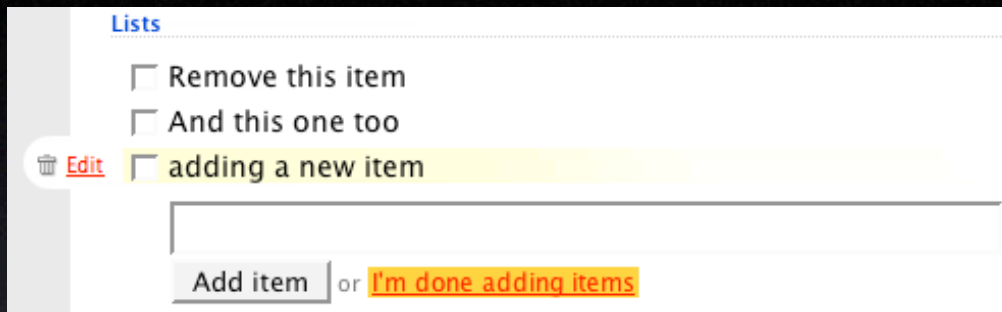 Lists
Remove this item
And this one too
Edit adding a new item
Add item or I'm done adding items